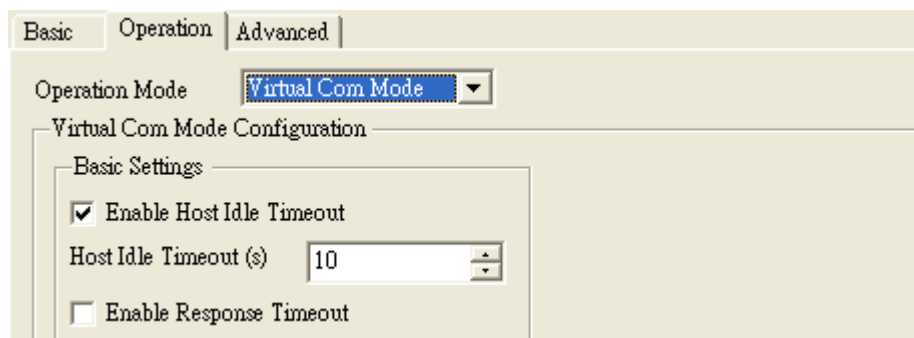 Basic Operation Advanced
Operation Mode Virtual Com Mode
Virtual Com Mode Configuration
Basic Settings
Enable Host Idle Timeout
Host Idle Timeout (s) 10
Enable Response Timeout